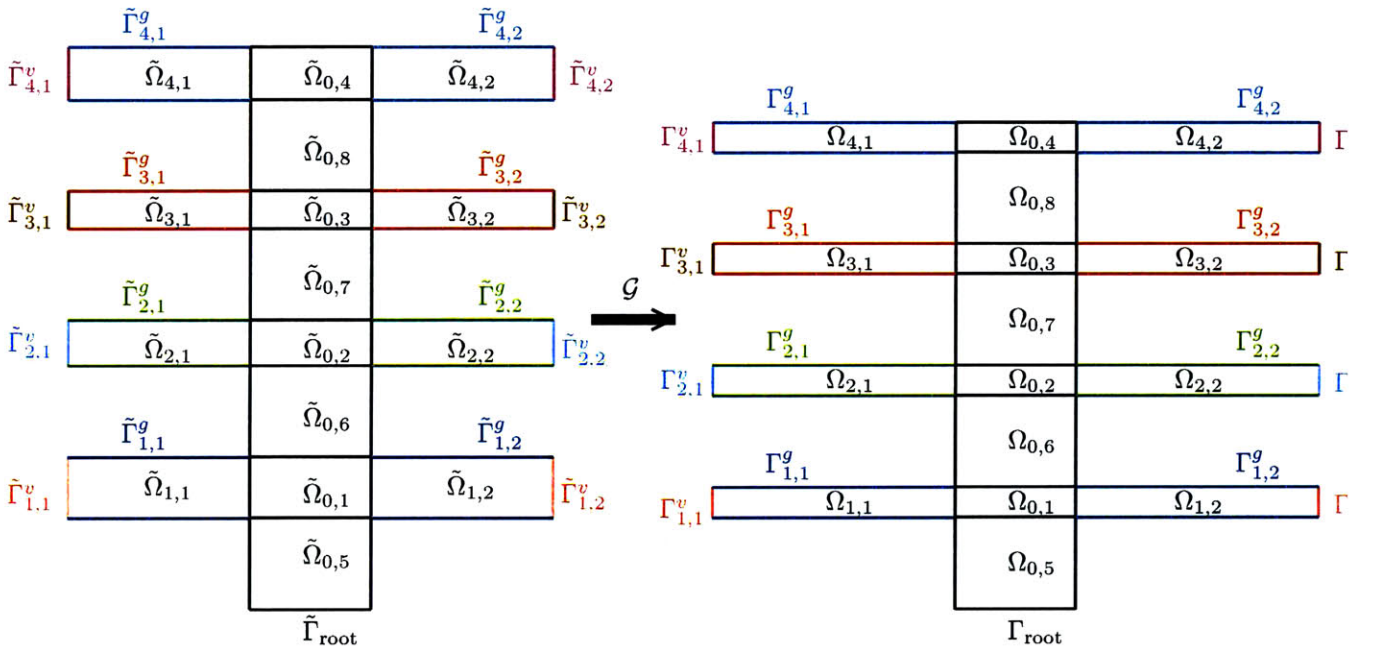 Γ̃^g_{4,1} Γ̃^g_{4,2}
Γ̃^v_{4,1} Ω̃_{4,1} Ω̃_{0,4} Ω̃_{4,2} Γ̃^v_{4,2}
Ω̃_{0,8}
Γ̃^g_{3,1} Γ̃^g_{3,2}
Γ̃^v_{3,1} Ω̃_{3,1} Ω̃_{0,3} Ω̃_{3,2} Γ̃^v_{3,2}
Ω̃_{0,7}
Γ̃^g_{2,1} Γ̃^g_{2,2}
Γ̃^v_{2,1} Ω̃_{2,1} Ω̃_{0,2} Ω̃_{2,2} Γ̃^v_{2,2}
Ω̃_{0,6}
Γ̃^g_{1,1} Γ̃^g_{1,2}
Γ̃^v_{1,1} Ω̃_{1,1} Ω̃_{0,1} Ω̃_{1,2} Γ̃^v_{1,2}
Ω̃_{0,5}
Γ̃_{root}
𝒢
Γ^g_{4,1} Γ^g_{4,2}
Γ^v_{4,1} Ω_{4,1} Ω_{0,4} Ω_{4,2} Γ
Ω_{0,8}
Γ^g_{3,1} Γ^g_{3,2}
Γ^v_{3,1} Ω_{3,1} Ω_{0,3} Ω_{3,2} Γ
Ω_{0,7}
Γ^g_{2,1} Γ^g_{2,2}
Γ^v_{2,1} Ω_{2,1} Ω_{0,2} Ω_{2,2} Γ
Ω_{0,6}
Γ^g_{1,1} Γ^g_{1,2}
Γ^v_{1,1} Ω_{1,1} Ω_{0,1} Ω_{1,2} Γ
Ω_{0,5}
Γ_{root}